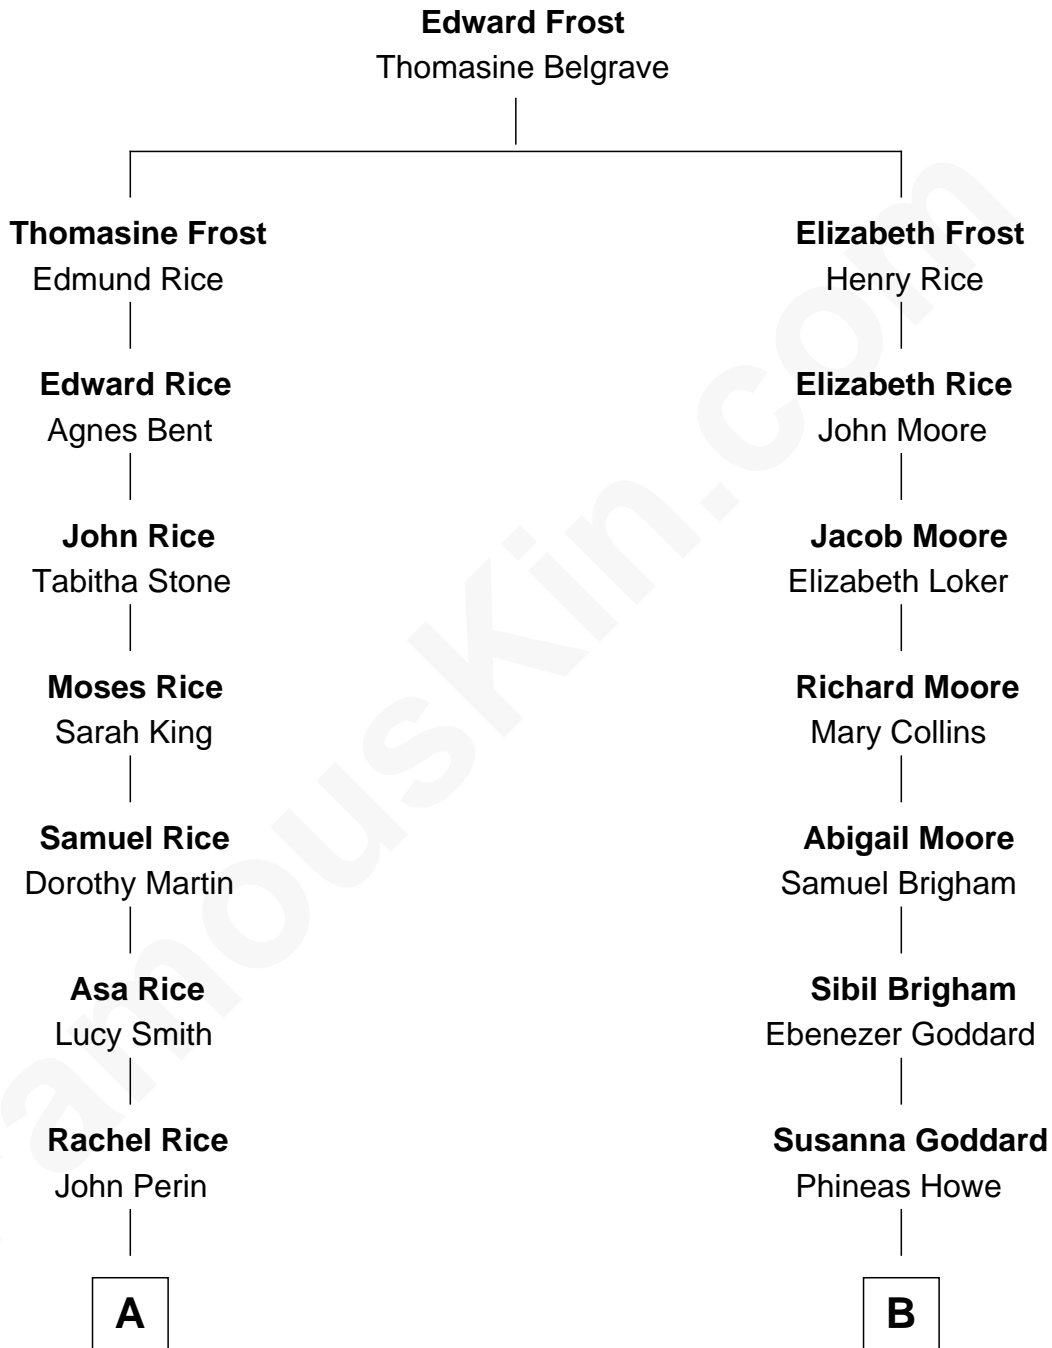 Edward Frost
Thomasine Belgrave
Thomasine Frost
Edmund Rice
Elizabeth Frost
Henry Rice
Edward Rice
Agnes Bent
Elizabeth Rice
John Moore
John Rice
Tabitha Stone
Jacob Moore
Elizabeth Loker
Moses Rice
Sarah King
Richard Moore
Mary Collins
Samuel Rice
Dorothy Martin
Abigail Moore
Samuel Brigham
Asa Rice
Lucy Smith
Sibil Brigham
Ebenezer Goddard
Rachel Rice
John Perin
Susanna Goddard
Phineas Howe
A
B
amouskin.com